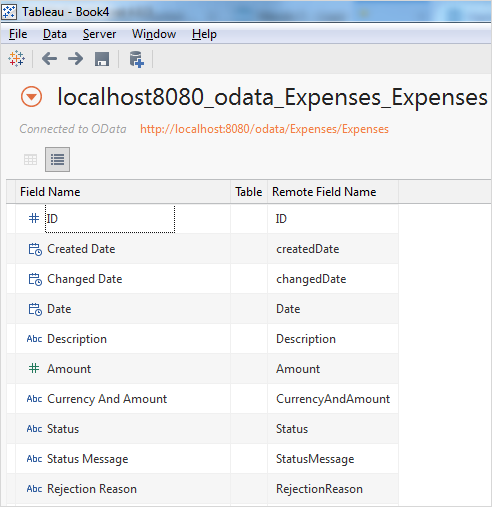 Tableau - Book4
File Data Server Window Help
localhost8080_odata_Expenses_Expenses
Connected to OData http://localhost:8080/odata/Expenses/Expenses
Field Name Table Remote Field Name
# ID ID
Created Date createdDate
Changed Date changedDate
Date Date
Abc Description Description
# Amount Amount
Abc Currency And Amount CurrencyAndAmount
Abc Status Status
Abc Status Message StatusMessage
Abc Rejection Reason RejectionReason